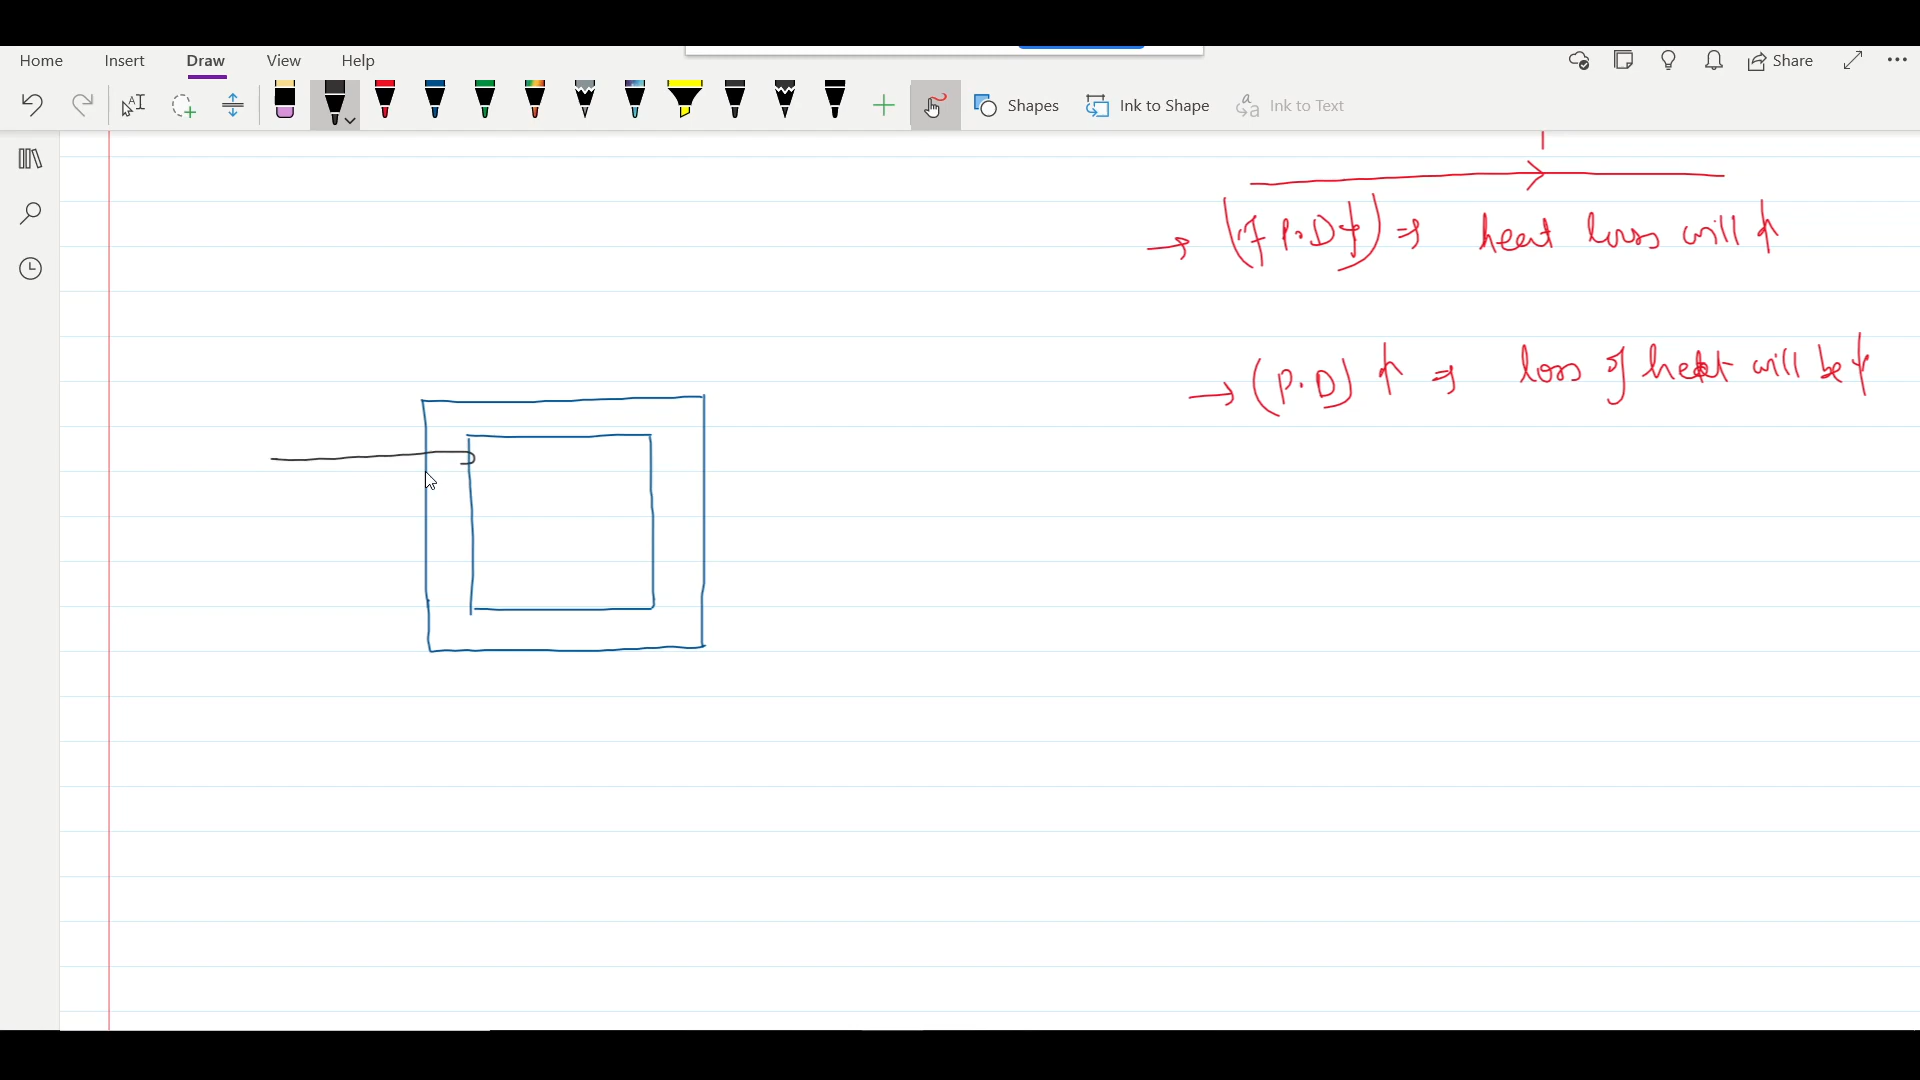 Home Insert Draw View Help Share
Shapes Ink to Shape Ink to Text
→ (if P.D ↓) ⇒ heat loss will ↑
→ (P.D) ↑ ⇒ loss of heat will be ↓